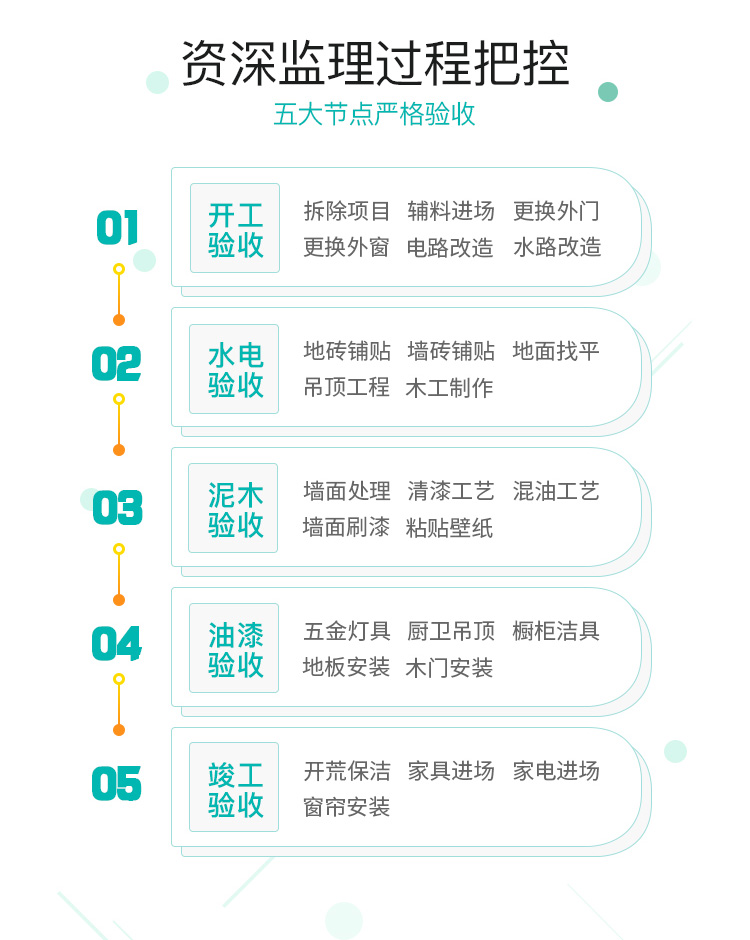 资深监理过程把控
五大节点严格验收
01
开工
验收
拆除项目 辅料进场 更换外门
更换外窗 电路改造 水路改造
02
水电
验收
地砖铺贴 墙砖铺贴 地面找平
吊顶工程 木工制作
03
泥木
验收
墙面处理 清漆工艺 混油工艺
墙面刷漆 粘贴壁纸
04
油漆
验收
五金灯具 厨卫吊顶 橱柜洁具
地板安装 木门安装
05
竣工
验收
开荒保洁 家具进场 家电进场
窗帘安装